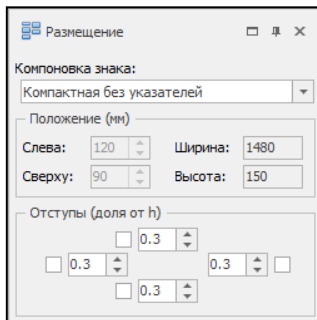 Размещение
Компоновка знака:
Компактная без указателей
Положение (мм)
Слева: 120 Ширина: 1480
Сверху: 90 Высота: 150
Отступы (доля от h)
0.3
0.3 0.3
0.3